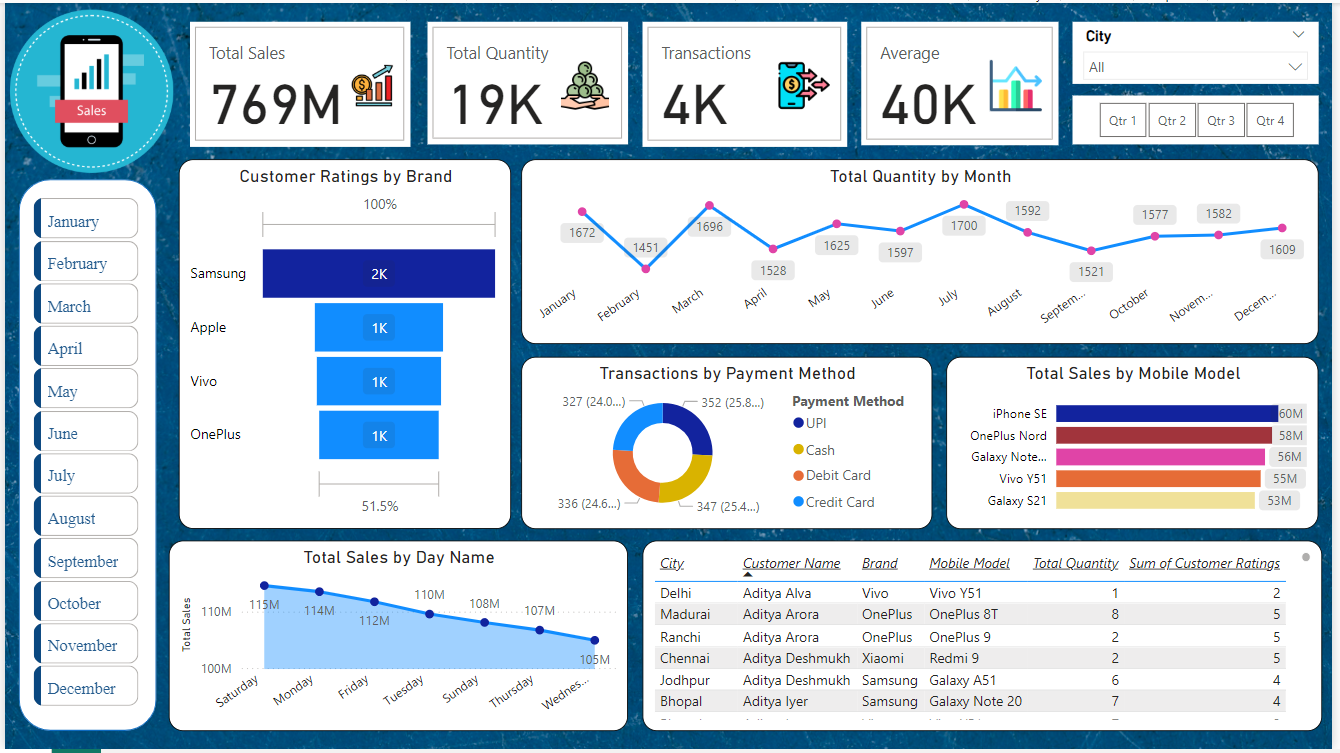 Sales
Total Sales
769M
Total Quantity
19K
Transactions
4K
Average
40K
City
All
Qtr 1 Qtr 2 Qtr 3 Qtr 4
January
February
March
April
May
June
July
August
September
October
November
December
Customer Ratings by Brand
100%
Samsung 2K
Apple 1K
Vivo 1K
OnePlus 1K
51.5%
Total Quantity by Month
1672 1451 1696 1528 1625 1597 1700 1592 1521 1577 1582 1609
January February March April May June July August Septem... October Novem... Decem...
Transactions by Payment Method
327 (24.0...) 352 (25.8...)
336 (24.6...) 347 (25.4...)
Payment Method
UPI
Cash
Debit Card
Credit Card
Total Sales by Mobile Model
iPhone SE 60M
OnePlus Nord 58M
Galaxy Note... 56M
Vivo Y51 55M
Galaxy S21 53M
Total Sales by Day Name
Total Sales
110M
100M
115M 114M 112M 110M 108M 107M 105M
Saturday Monday Friday Tuesday Sunday Thursday Wednes...
City Customer Name Brand Mobile Model Total Quantity Sum of Customer Ratings
Delhi Aditya Alva Vivo Vivo Y51 1 2
Madurai Aditya Arora OnePlus OnePlus 8T 8 5
Ranchi Aditya Arora OnePlus OnePlus 9 2 5
Chennai Aditya Deshmukh Xiaomi Redmi 9 2 5
Jodhpur Aditya Deshmukh Samsung Galaxy A51 6 4
Bhopal Aditya Iyer Samsung Galaxy Note 20 7 4